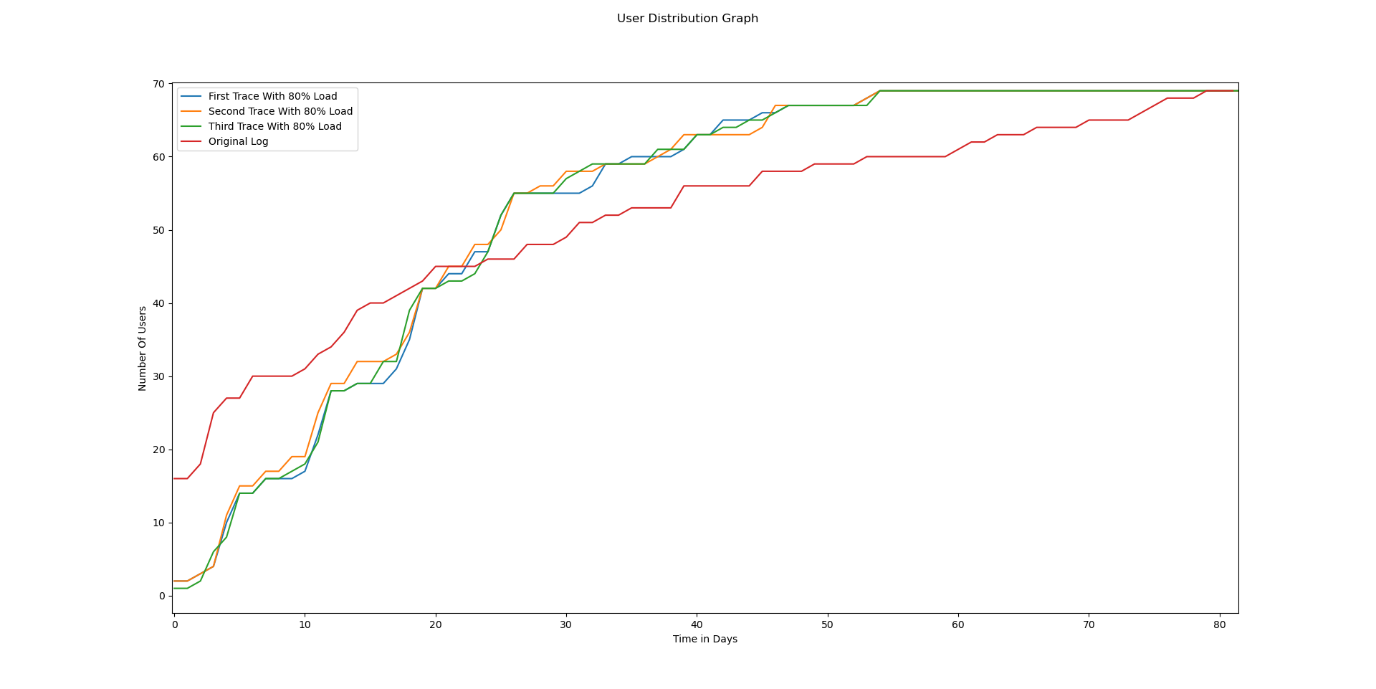 User Distribution Graph
70
60
50
40
30
20
10
0
Number Of Users
First Trace With 80% Load
Second Trace With 80% Load
Third Trace With 80% Load
Original Log
0 10 20 30 40 50 60 70 80
Time in Days